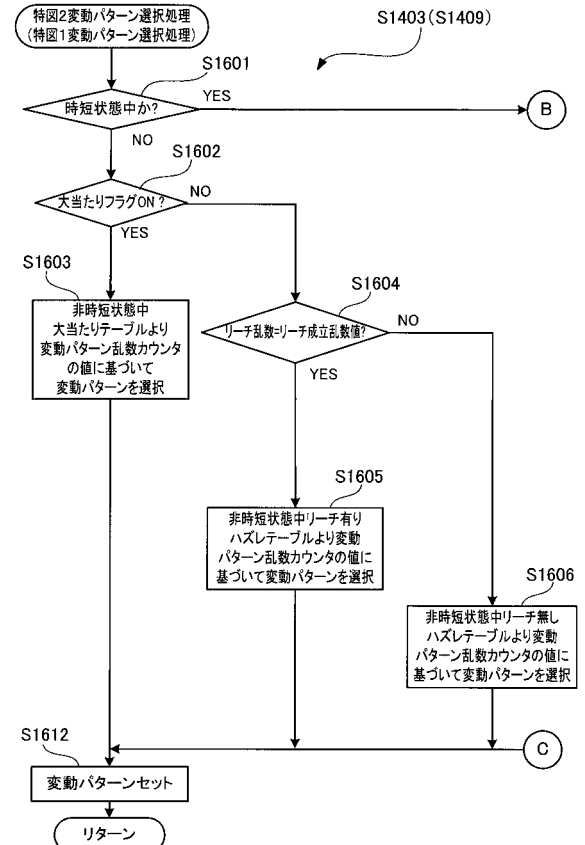 特図2変動パターン選択処理
(特図1変動パターン選択処理)
S1403(S1409)
S1601
時短状態中か?
YES
B
NO
S1602
大当たりフラグON?
NO
YES
S1603
非時短状態中
大当たりテーブルより
変動パターン乱数カウンタ
の値に基づいて
変動パターンを選択
S1604
リーチ乱数=リーチ成立乱数値?
NO
YES
S1605
非時短状態中リーチ有り
ハズレテーブルより変動
パターン乱数カウンタの値に
基づいて変動パターンを選択
S1606
非時短状態中リーチ無し
ハズレテーブルより変動
パターン乱数カウンタの値に
基づいて変動パターンを選択
C
S1612
変動パターンセット
リターン